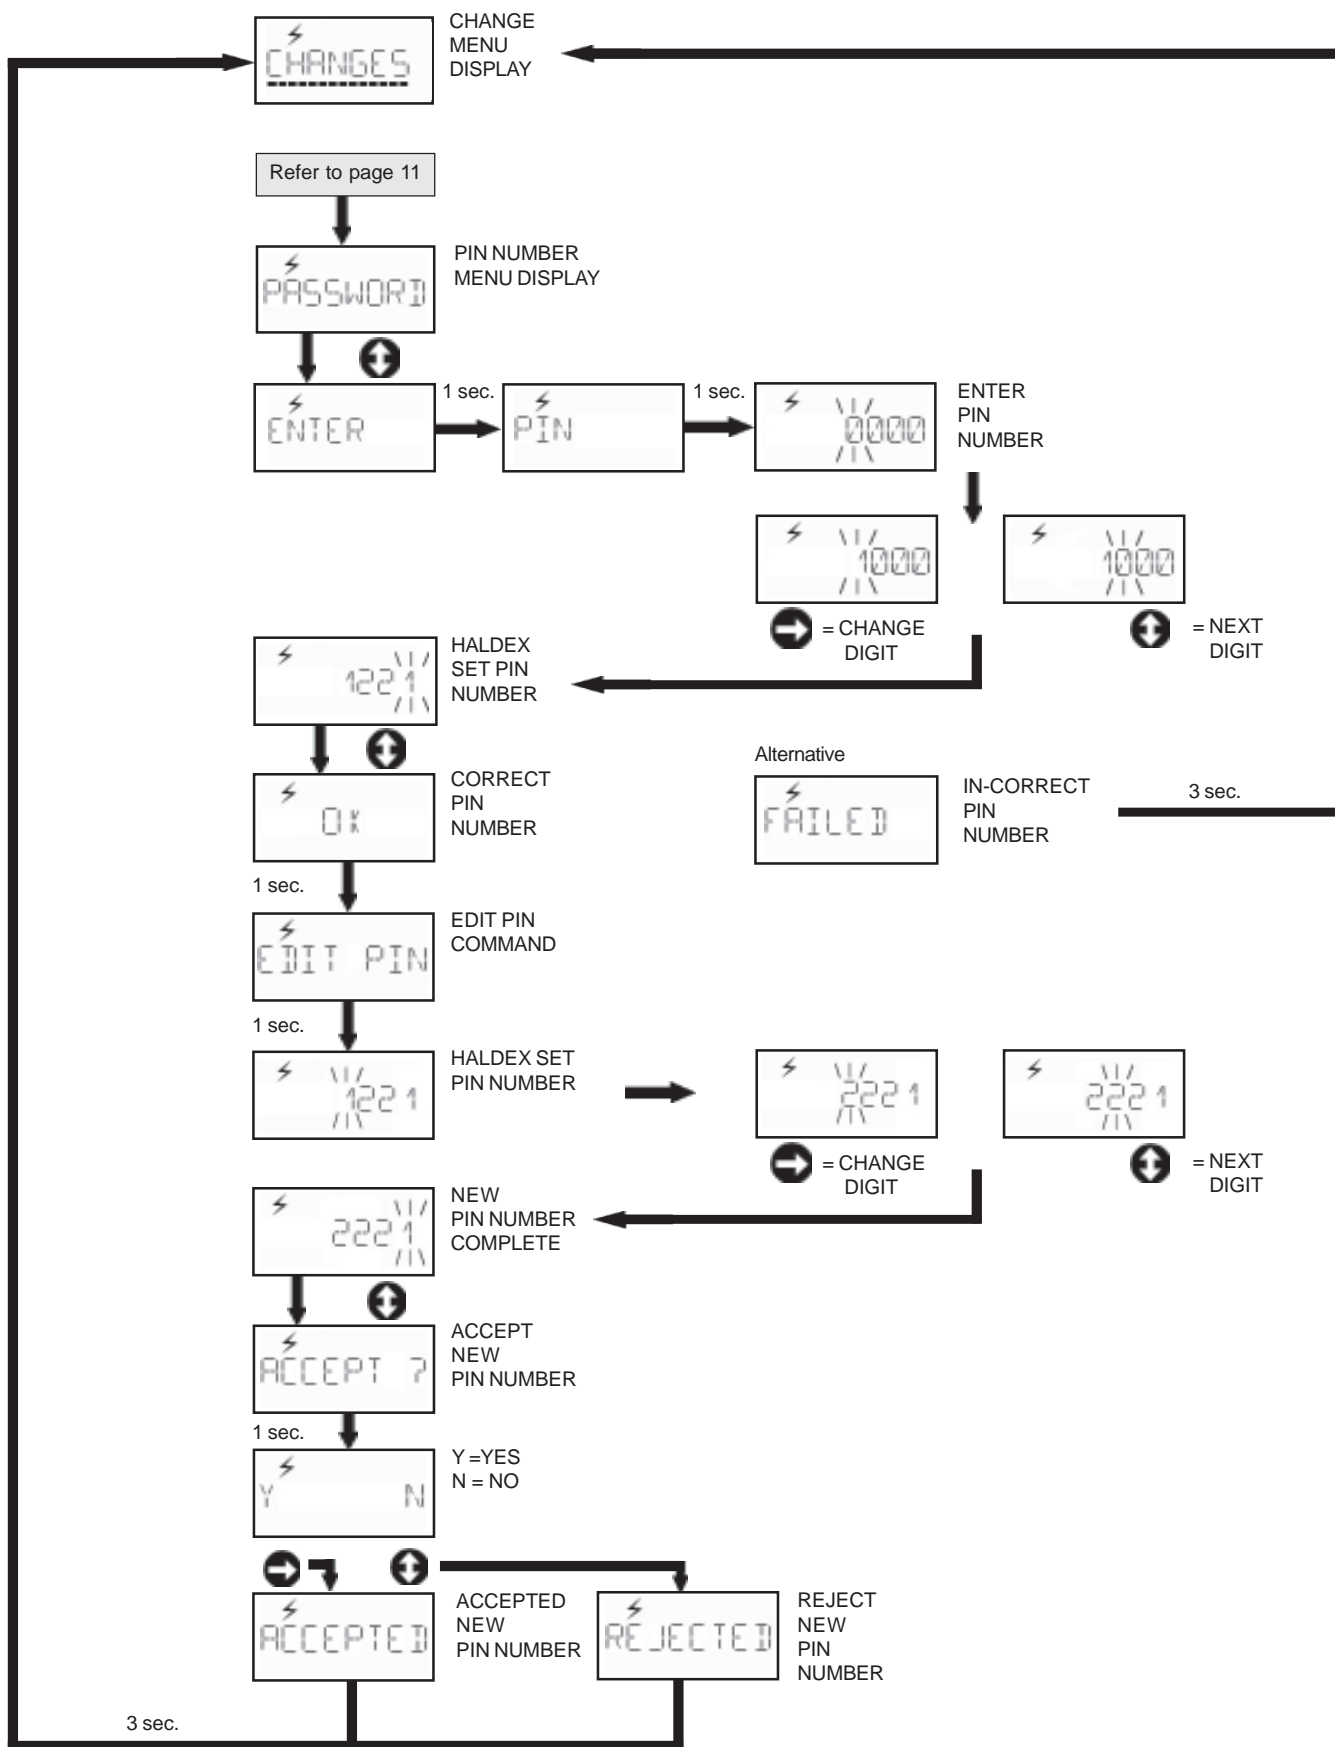 CHANGES
CHANGE
MENU
DISPLAY
Refer to page 11
PASSWORD
PIN NUMBER
MENU DISPLAY
ENTER
1 sec.
PIN
1 sec.
0000
ENTER
PIN
NUMBER
1000
= CHANGE
DIGIT
1000
= NEXT
DIGIT
1221
HALDEX
SET PIN
NUMBER
OK
CORRECT
PIN
NUMBER
Alternative
FAILED
IN-CORRECT
PIN
NUMBER
3 sec.
1 sec.
EDIT PIN
EDIT PIN
COMMAND
1 sec.
1221
HALDEX SET
PIN NUMBER
2221
= CHANGE
DIGIT
2221
= NEXT
DIGIT
2221
NEW
PIN NUMBER
COMPLETE
ACCEPT ?
ACCEPT
NEW
PIN NUMBER
1 sec.
Y N
Y =YES
N = NO
ACCEPTED
ACCEPTED
NEW
PIN NUMBER
REJECTED
REJECT
NEW
PIN
NUMBER
3 sec.